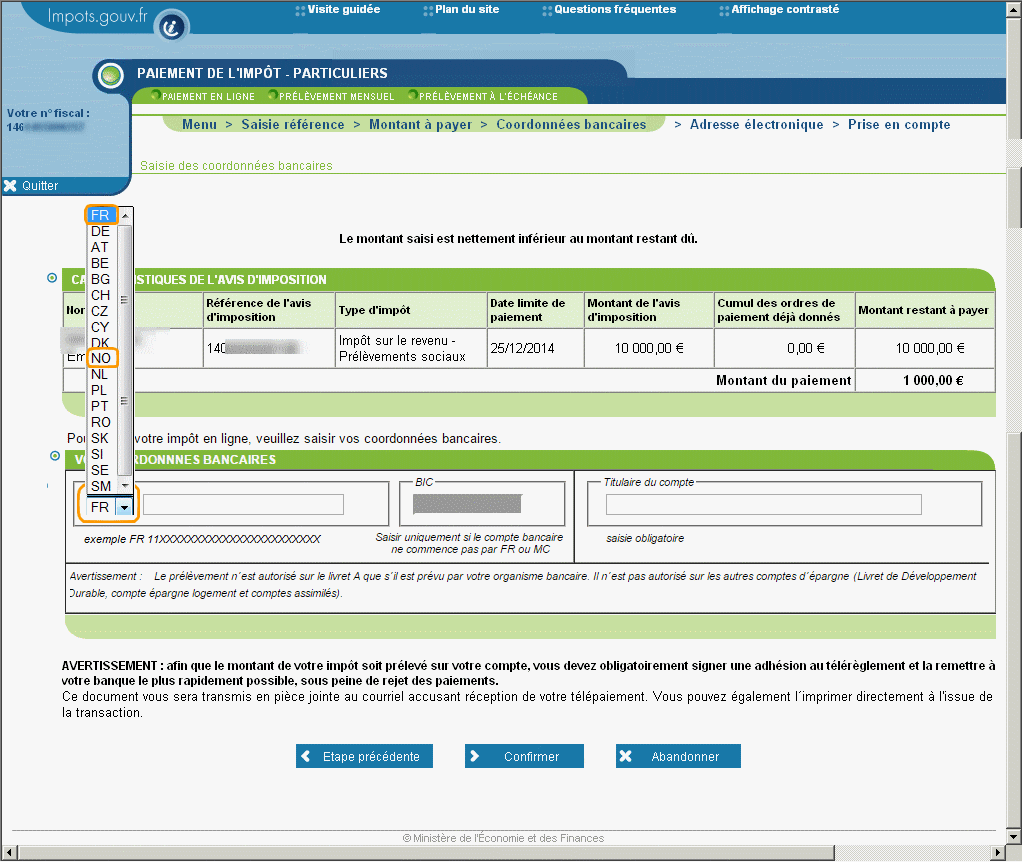 Impots.gouv.fr
Visite guidée
Plan du site
Questions fréquentes
Affichage contrasté
PAIEMENT DE L'IMPÔT - PARTICULIERS
PAIEMENT EN LIGNE
PRÉLÈVEMENT MENSUEL
PRÉLÈVEMENT À L'ÉCHÉANCE
Votre n° fiscal :
146
Menu > Saisie référence > Montant à payer > Coordonnées bancaires > Adresse électronique > Prise en compte
Saisie des coordonnées bancaires
Quitter
FR
DE
AT
BE
BG
CH
CZ
CY
DK
NO
NL
PL
PT
RO
SK
SI
SE
SM
FR
Le montant saisi est nettement inférieur au montant restant dû.
CA STIQUES DE L'AVIS D'IMPOSITION
Référence de l'avis
d'imposition
Type d'impôt
Date limite de
paiement
Montant de l'avis
d'imposition
Cumul des ordres de
paiement déjà donnés
Montant restant à payer
140
Impôt sur le revenu -
Prélèvements sociaux
25/12/2014
10 000,00 €
0,00 €
10 000,00 €
Montant du paiement
1 000,00 €
votre impôt en ligne, veuillez saisir vos coordonnées bancaires.
RDONNNES BANCAIRES
BIC
Titulaire du compte
exemple FR 11XXXXXXXXXXXXXXXXXXXXXXXXX
Saisir uniquement si le compte bancaire
ne commence pas par FR ou MC
saisie obligatoire
Avertissement : Le prélèvement n´est autorisé sur le livret A que s´il est prévu par votre organisme bancaire. Il n´est pas autorisé sur les autres comptes d´épargne (Livret de Développement
Durable, compte épargne logement et comptes assimilés).
AVERTISSEMENT : afin que le montant de votre impôt soit prélevé sur votre compte, vous devez obligatoirement signer une adhésion au télérèglement et la remettre à
votre banque le plus rapidement possible, sous peine de rejet des paiements.
Ce document vous sera transmis en pièce jointe au courriel accusant réception de votre télépaiement. Vous pouvez également l´imprimer directement à l'issue de
la transaction.
Etape précédente
Confirmer
Abandonner
© Ministère de l'Économie et des Finances